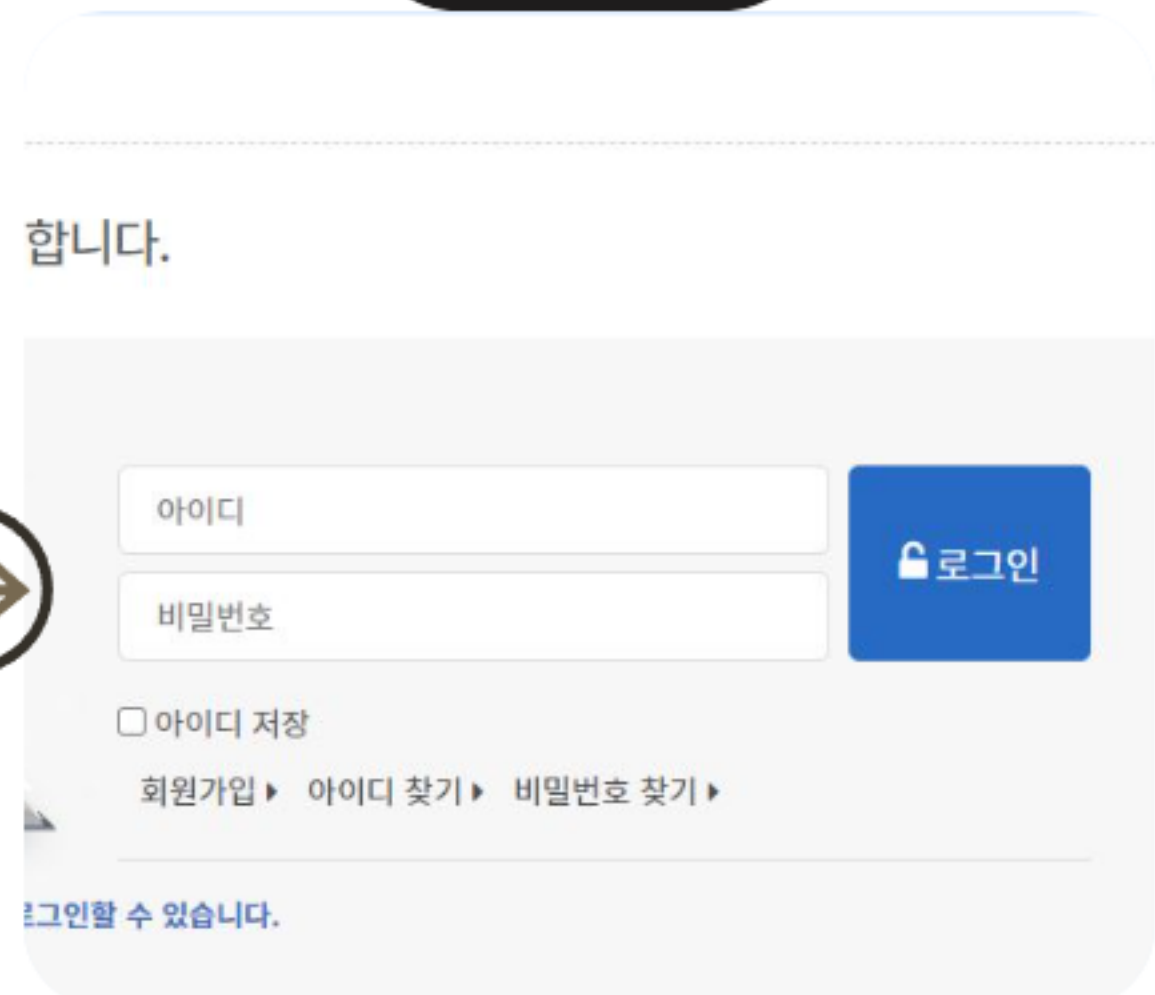 합니다.
아이디
로그인
비밀번호
아이디 저장
회원가입 아이디 찾기 비밀번호 찾기
로그인할 수 있습니다.